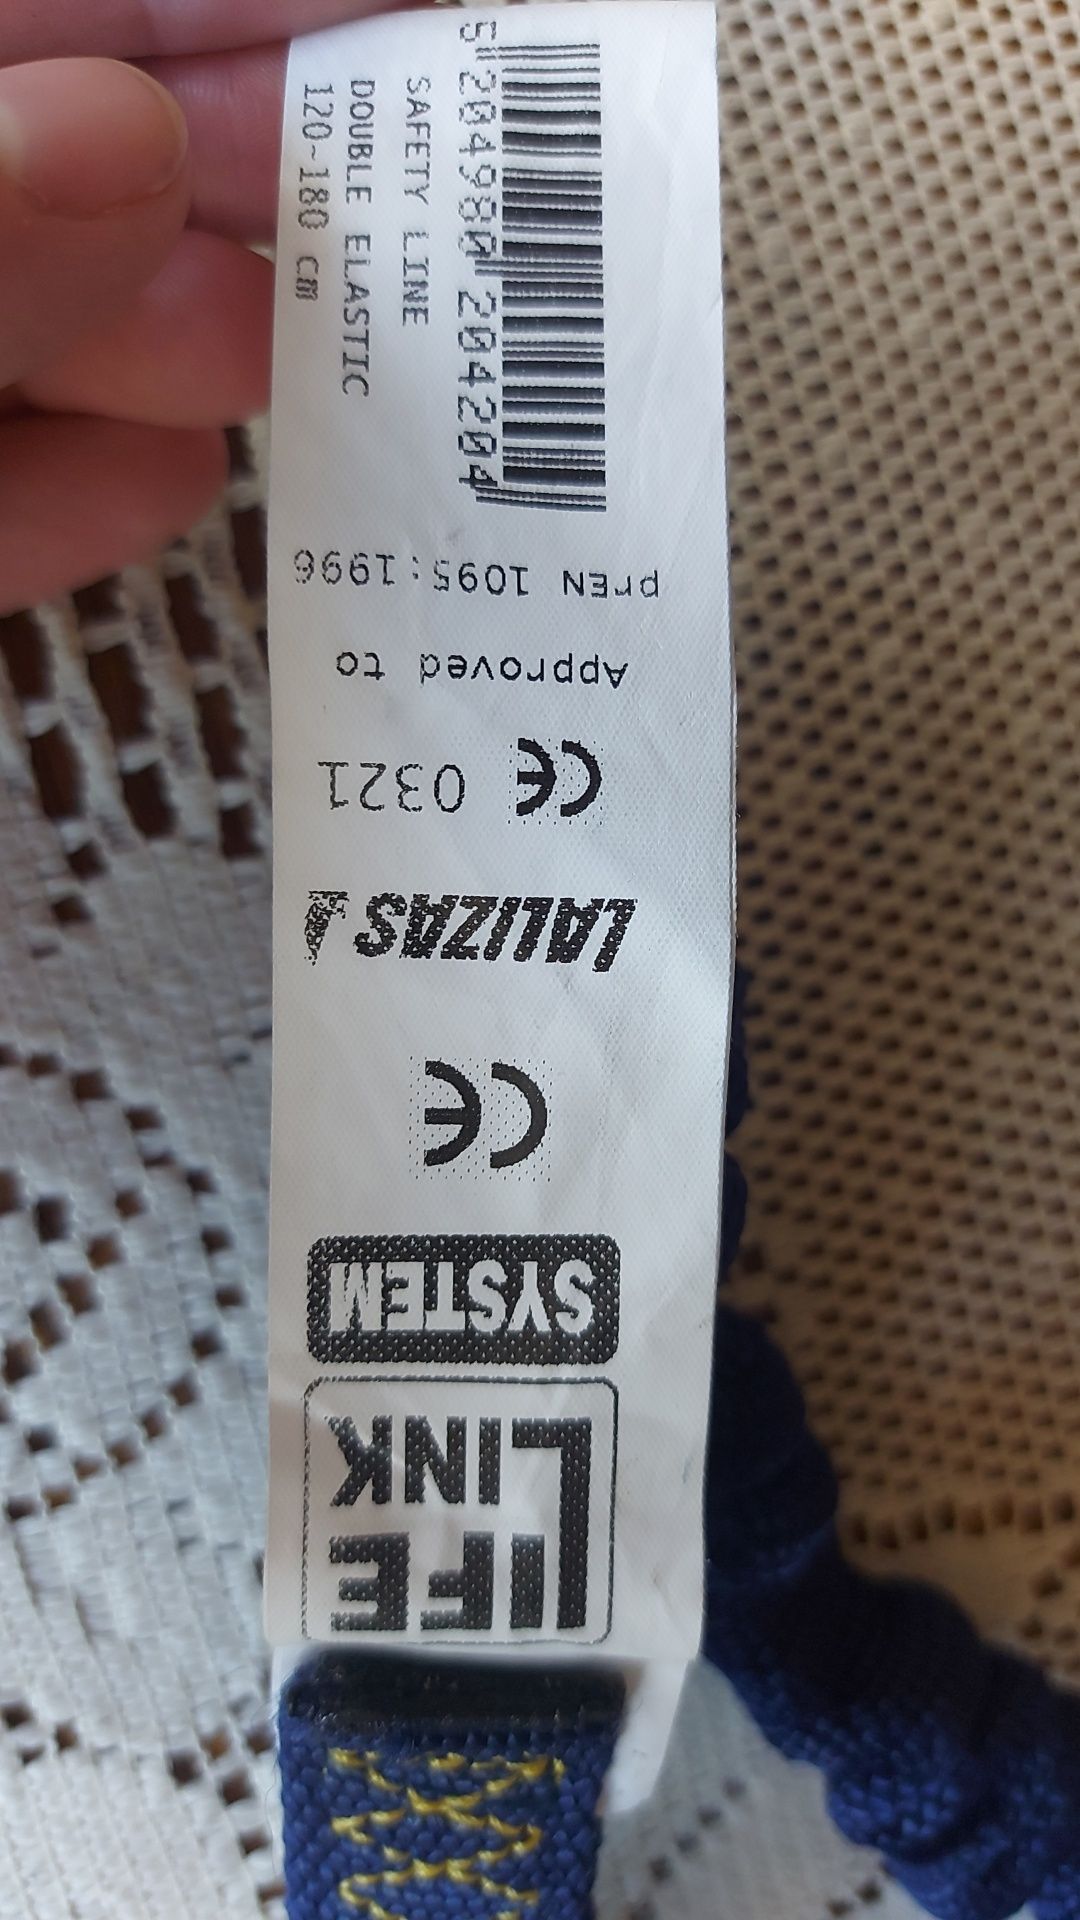 LIFE
LINK
SYSTEM
CE
LALIZAS
CE 0321
Approved to
prEN 1095:1996
5 204980 204204
SAFETY LINE
DOUBLE ELASTIC
120~180 cm